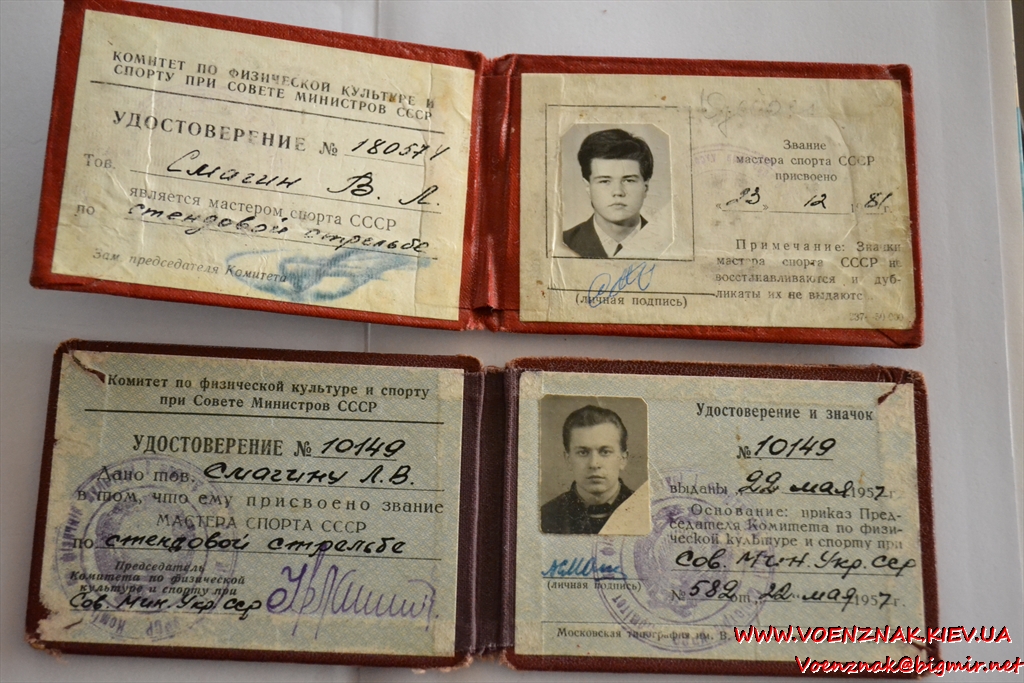 КОМИТЕТ ПО ФИЗИЧЕСКОЙ КУЛЬТУРЕ И
СПОРТУ ПРИ СОВЕТЕ МИНИСТРОВ СССР
УДОСТОВЕРЕНИЕ № 180574
Тов. Смагин В. Л.
является мастером спорта СССР
по стендовой стрельбе
Зам. председателя Комитета
Звание
мастера спорта СССР
присвоено
„23" 12 1981г.
Примечание: Значки
мастера спорта СССР не
восстанавливаются и дуб-
ликаты их не выдаются
(личная подпись)
Комитет по физической культуре и спорту
при Совете Министров СССР
УДОСТОВЕРЕНИЕ № 10149
Дано тов. Смагину Л.В.
в том, что ему присвоено звание
МАСТЕРА СПОРТА СССР
по стендовой стрельбе
Председатель
Комитета по физической
культуре и спорту при
Сов. Мин. Укр. сср
Удостоверение и значок
№ 10149
выданы 22 мая 1957г.
Основание: приказ Пред-
седателя Комитета по физи-
ческой культуре и спорту при
Сов. Мин. Укр. сср
№ 582 от 22 мая 1957г.
(личная подпись)
Московская типография им. В.
WWW.VOENZNAK.KIEV.UA
Voenznak@bigmir.net